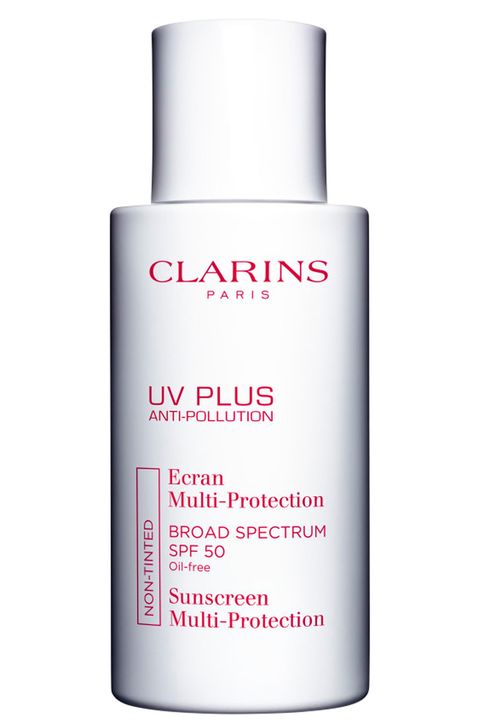 CLARINS
PARIS
UV PLUS
ANTI-POLLUTION
NON-TINTED
Ecran
Multi-Protection
BROAD SPECTRUM
SPF 50
Oil-free
Sunscreen
Multi-Protection